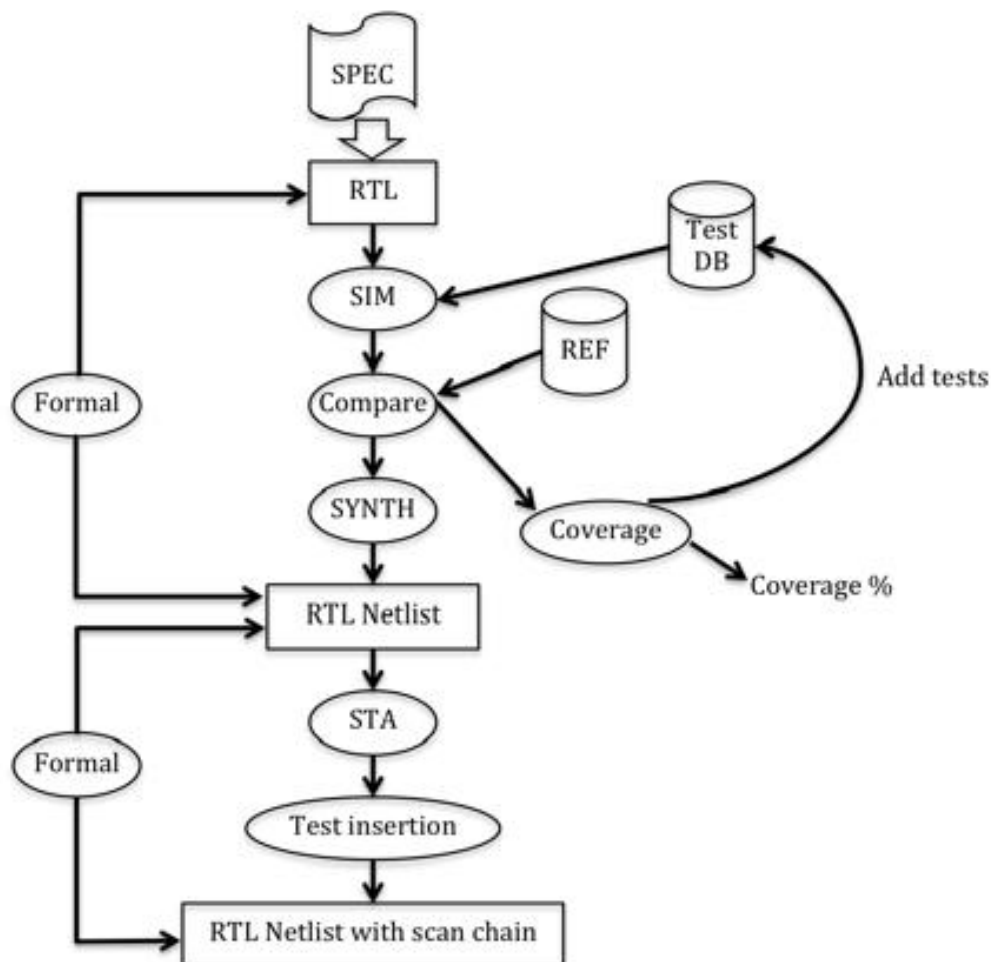 SPEC
RTL
Test
DB
SIM
REF
Add tests
Formal
Compare
SYNTH
Coverage
Coverage %
RTL Netlist
STA
Formal
Test insertion
RTL Netlist with scan chain